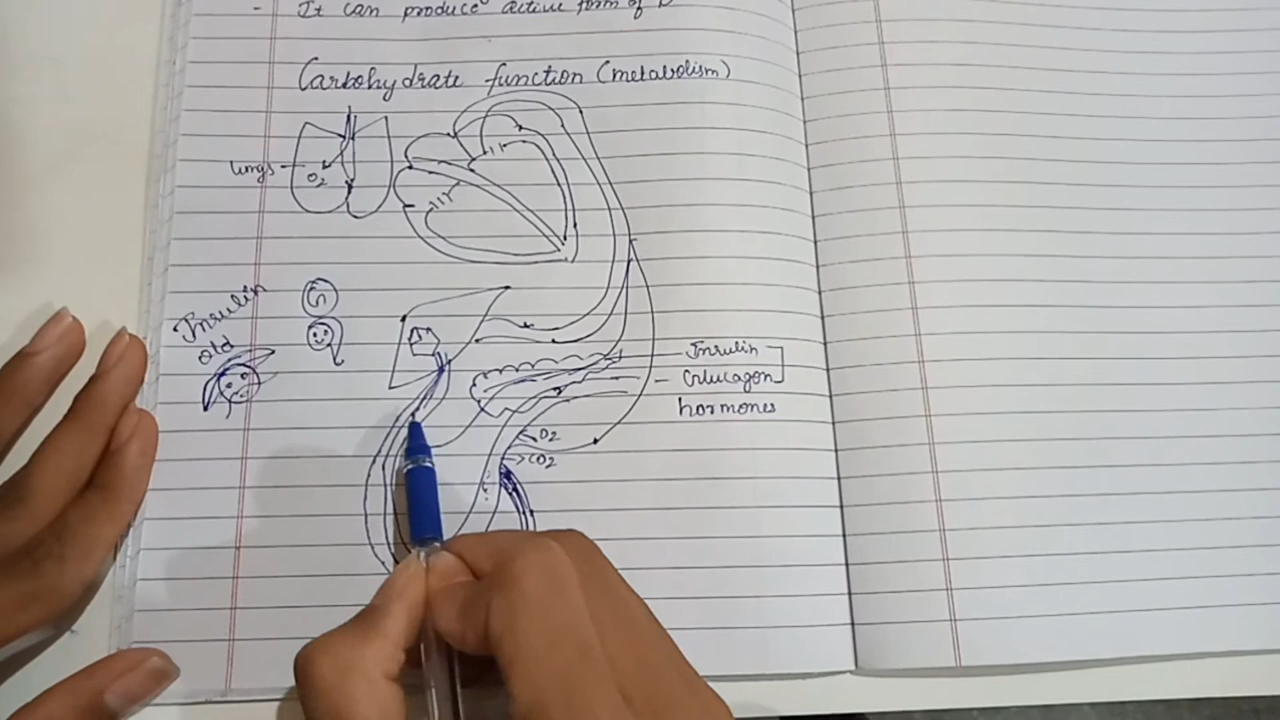 - It can produce active form of D
Carbohydrate function (metabolism)
lungs
O2
Insulin
old
G
Insulin
Glucagon
hormones
O2
CO2